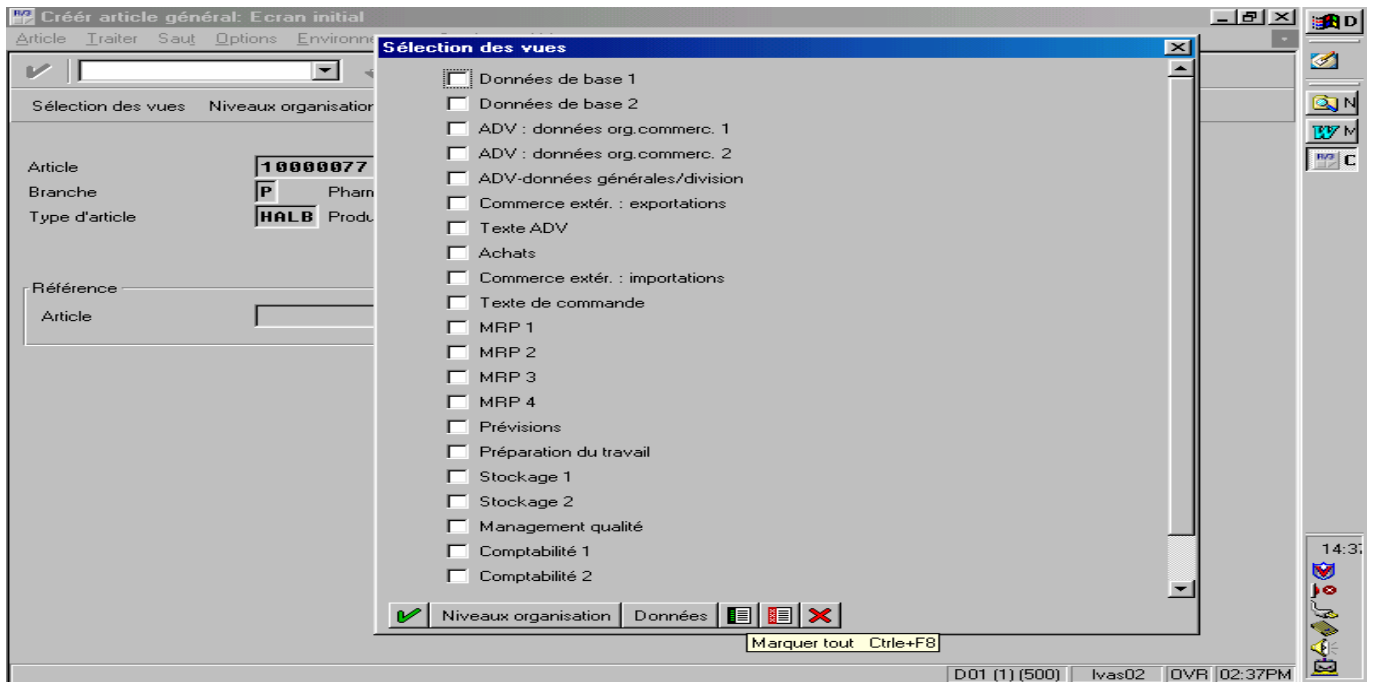 R/3 Créér article général: Ecran initial
Article Traiter Saut Options Environne
Sélection des vues Niveaux organisation
Article 10000077
Branche P Pharm
Type d'article HALB Produ
Référence
Article
Sélection des vues
Données de base 1
Données de base 2
ADV : données org.commerc. 1
ADV : données org.commerc. 2
ADV-données générales/division
Commerce extér. : exportations
Texte ADV
Achats
Commerce extér. : importations
Texte de commande
MRP 1
MRP 2
MRP 3
MRP 4
Prévisions
Préparation du travail
Stockage 1
Stockage 2
Management qualité
Comptabilité 1
Comptabilité 2
Niveaux organisation Données
Marquer tout Ctrle+F8
D01 (1) (500) lvas02 OVR 02:37PM
D
N
W M
R/3 C
14:37